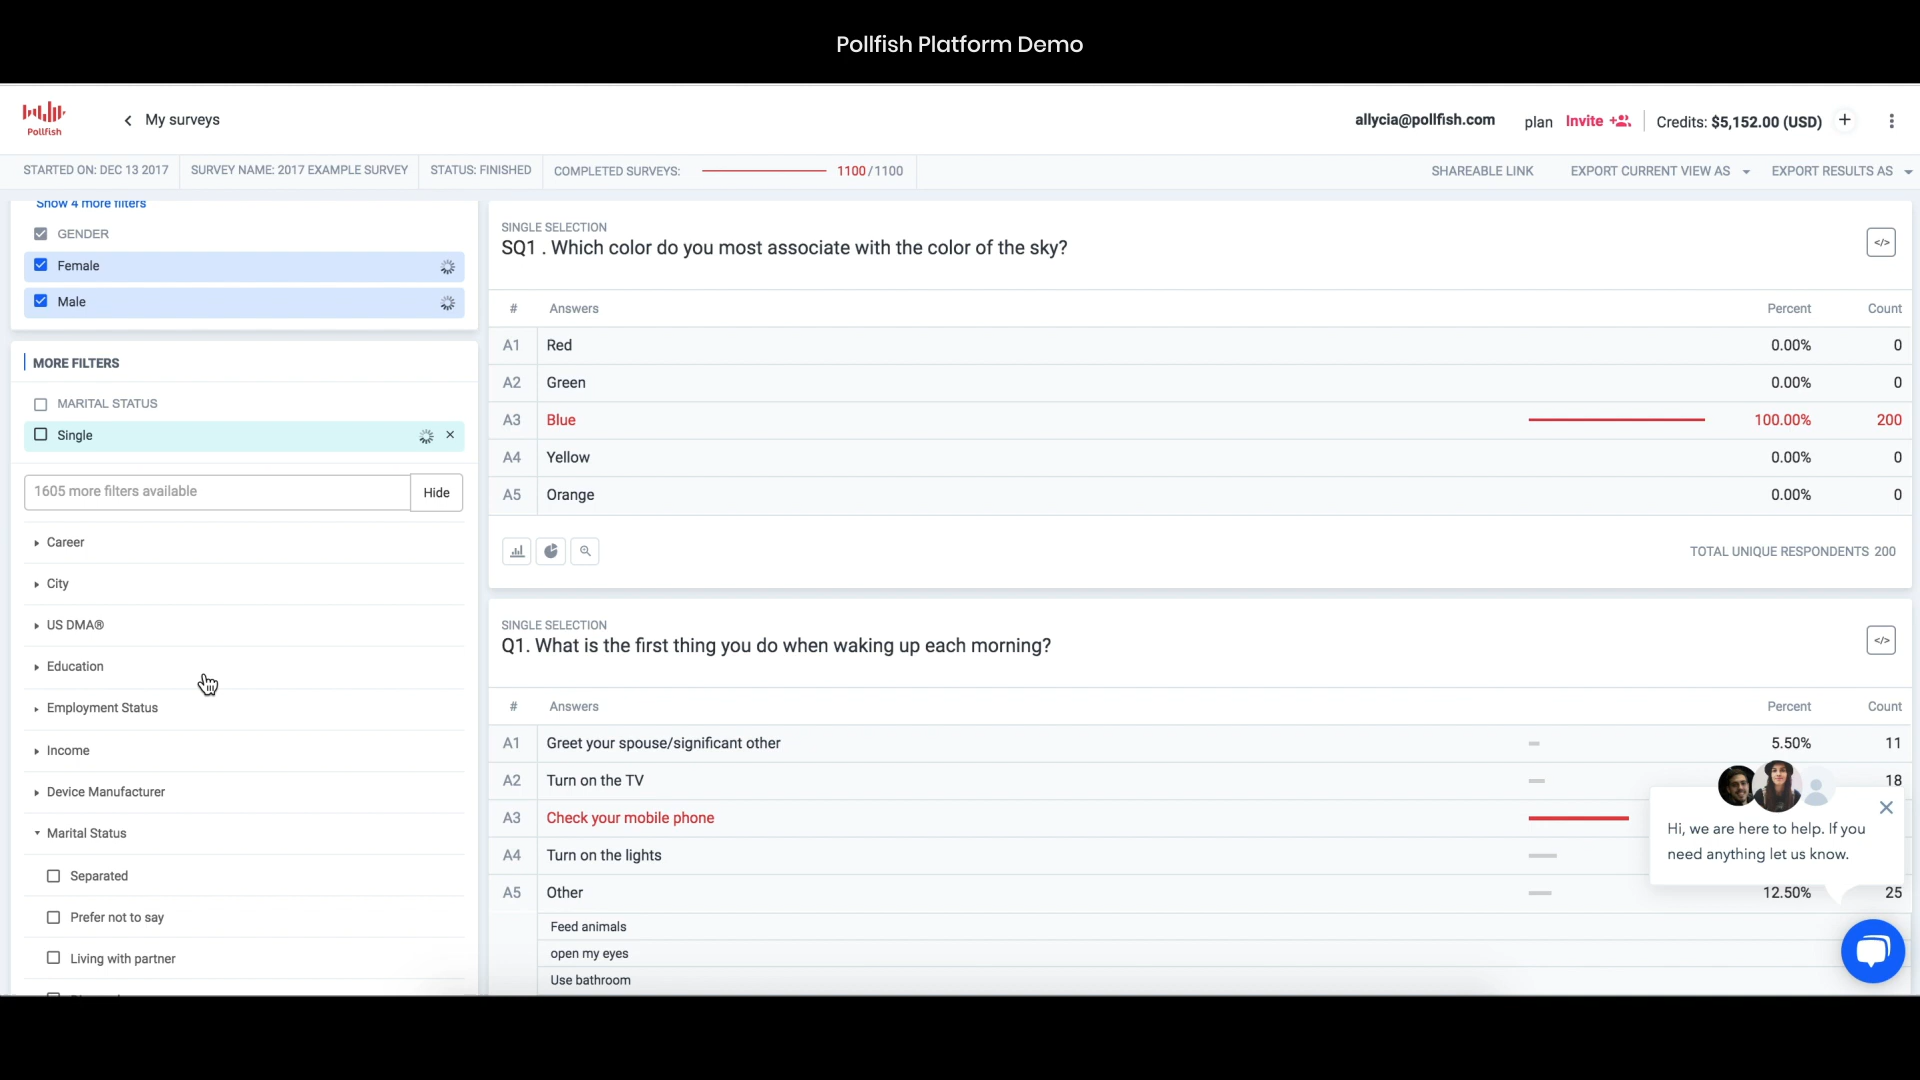 Pollfish Platform Demo
Pollfish
My surveys
allycia@pollfish.com
plan
Invite
Credits: $5,152.00 (USD)
STARTED ON: DEC 13 2017
SURVEY NAME: 2017 EXAMPLE SURVEY
STATUS: FINISHED
COMPLETED SURVEYS:
1100/1100
SHAREABLE LINK
EXPORT CURRENT VIEW AS
EXPORT RESULTS AS
Show 4 more filters
GENDER
Female
Male
MORE FILTERS
MARITAL STATUS
Single
1605 more filters available
Hide
Career
City
US DMA®
Education
Employment Status
Income
Device Manufacturer
Marital Status
Separated
Prefer not to say
Living with partner
SINGLE SELECTION
SQ1 . Which color do you most associate with the color of the sky?
</>
# Answers Percent Count
A1 Red 0.00% 0
A2 Green 0.00% 0
A3 Blue 100.00% 200
A4 Yellow 0.00% 0
A5 Orange 0.00% 0
TOTAL UNIQUE RESPONDENTS 200
SINGLE SELECTION
Q1. What is the first thing you do when waking up each morning?
</>
# Answers Percent Count
A1 Greet your spouse/significant other 5.50% 11
A2 Turn on the TV 18
A3 Check your mobile phone
A4 Turn on the lights
A5 Other 12.50% 25
Feed animals
open my eyes
Use bathroom
Hi, we are here to help. If you
need anything let us know.